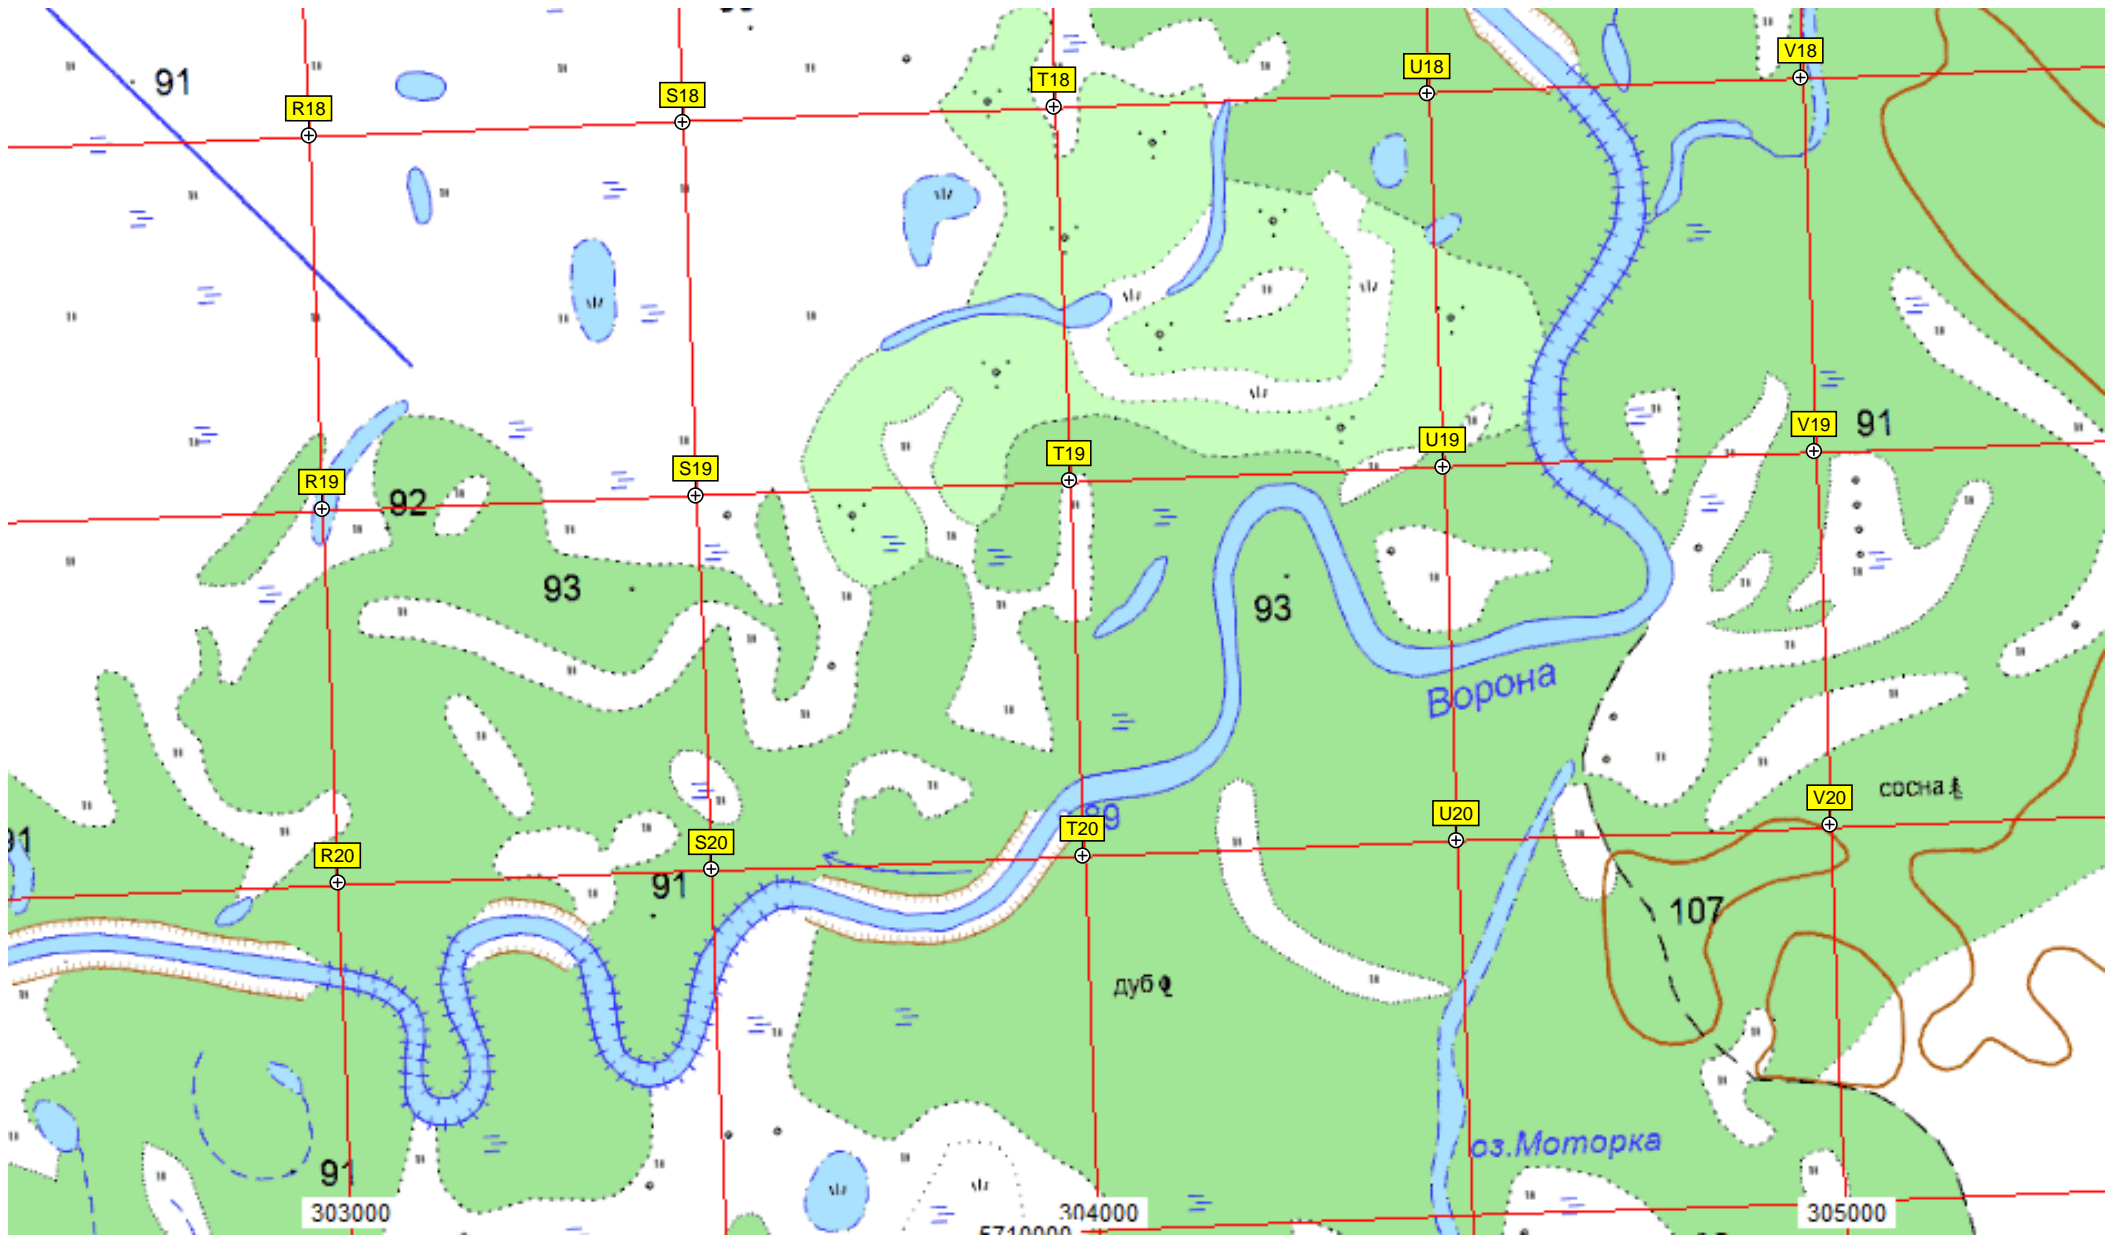 V18
U18
T18
91
S18
R18
V19
91
U19
T19
S19
R19
92
93
93
Ворона
сосна
V20
U20
T20
S20
91
R20
91
107
дуб
оз.Моторка
91
303000
304000
305000
5710000